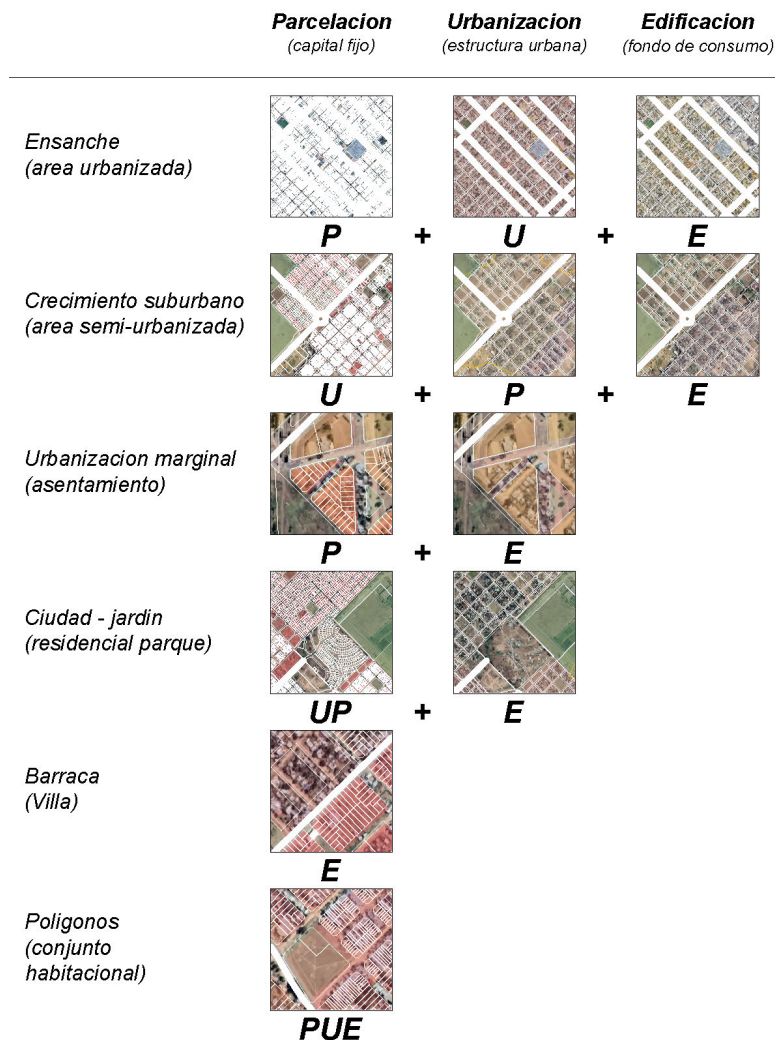 Parcelacion Urbanizacion Edificacion
(capital fijo) (estructura urbana) (fondo de consumo)
Ensanche
(area urbanizada)
P + U + E
Crecimiento suburbano
(area semi-urbanizada)
U + P + E
Urbanizacion marginal
(asentamiento)
P + E
Ciudad - jardin
(residencial parque)
UP + E
Barraca
(Villa)
E
Poligonos
(conjunto
habitacional)
PUE